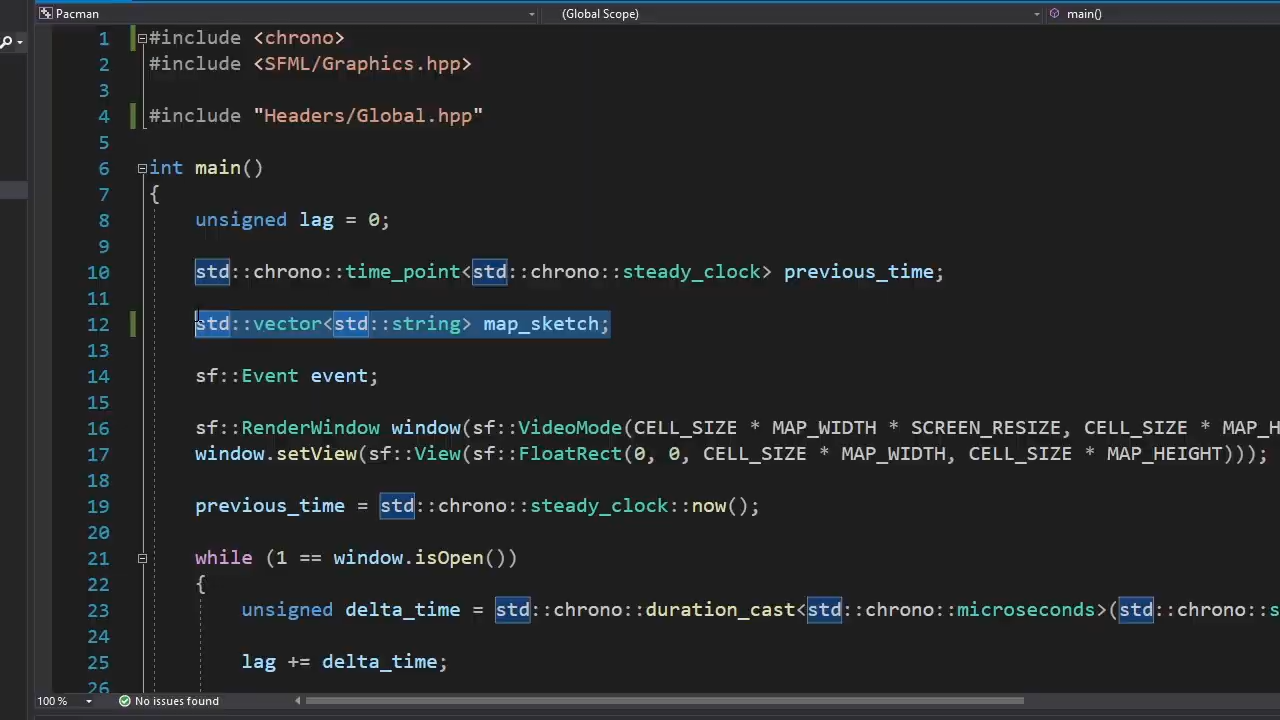 Pacman (Global Scope) main()
1 #include <chrono>
2 #include <SFML/Graphics.hpp>
3
4 #include "Headers/Global.hpp"
5
6 int main()
7 {
8 unsigned lag = 0;
9
10 std::chrono::time_point<std::chrono::steady_clock> previous_time;
11
12 std::vector<std::string> map_sketch;
13
14 sf::Event event;
15
16 sf::RenderWindow window(sf::VideoMode(CELL_SIZE * MAP_WIDTH * SCREEN_RESIZE, CELL_SIZE * MAP_H
17 window.setView(sf::View(sf::FloatRect(0, 0, CELL_SIZE * MAP_WIDTH, CELL_SIZE * MAP_HEIGHT)));
18
19 previous_time = std::chrono::steady_clock::now();
20
21 while (1 == window.isOpen())
22 {
23 unsigned delta_time = std::chrono::duration_cast<std::chrono::microseconds>(std::chrono::s
24
25 lag += delta_time;
26
100 % No issues found